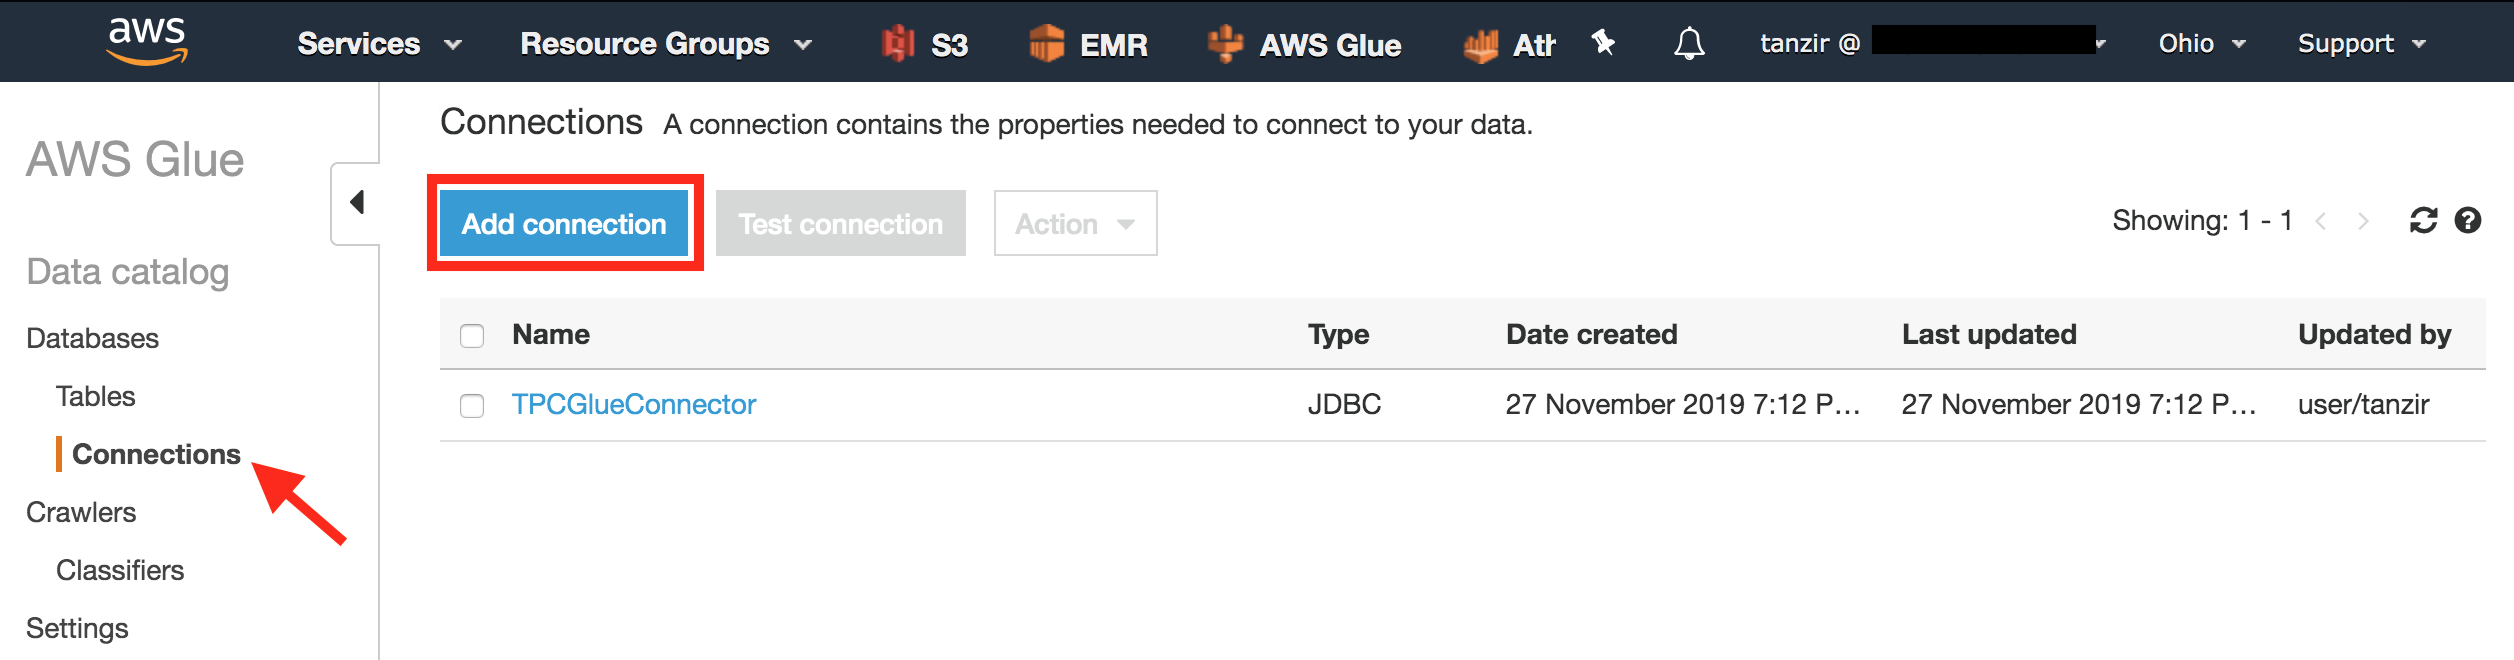 aws Services Resource Groups S3 EMR AWS Glue Ath tanzir @ Ohio Support
AWS Glue
Data catalog
Databases
Tables
Connections
Crawlers
Classifiers
Settings
Connections A connection contains the properties needed to connect to your data.
Add connection Test connection Action Showing: 1 - 1
Name Type Date created Last updated Updated by
TPCGlueConnector JDBC 27 November 2019 7:12 P... 27 November 2019 7:12 P... user/tanzir